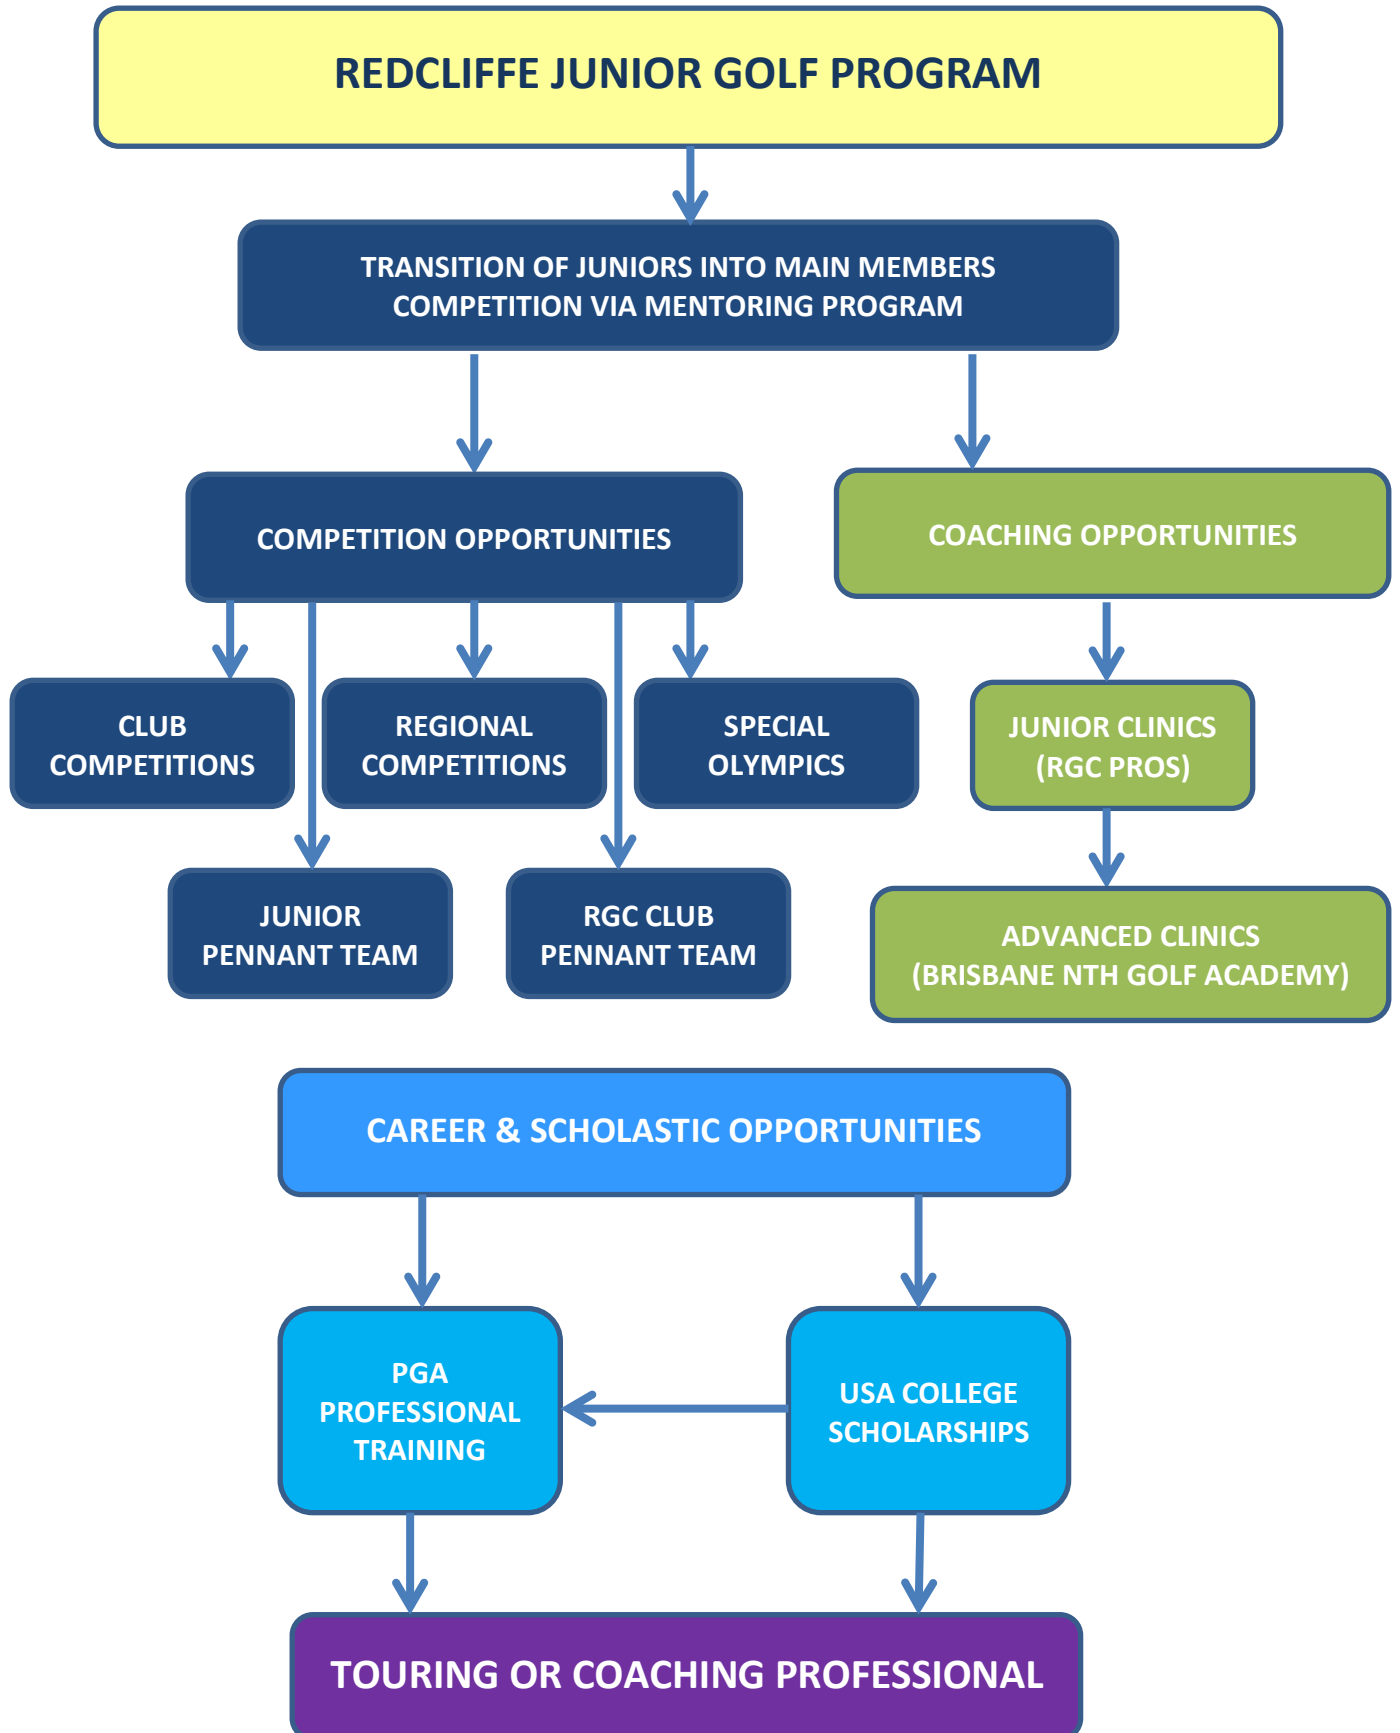 REDCLIFFE JUNIOR GOLF PROGRAM
TRANSITION OF JUNIORS INTO MAIN MEMBERS
COMPETITION VIA MENTORING PROGRAM
COMPETITION OPPORTUNITIES
COACHING OPPORTUNITIES
CLUB
COMPETITIONS
REGIONAL
COMPETITIONS
SPECIAL
OLYMPICS
JUNIOR CLINICS
(RGC PROS)
JUNIOR
PENNANT TEAM
RGC CLUB
PENNANT TEAM
ADVANCED CLINICS
(BRISBANE NTH GOLF ACADEMY)
CAREER & SCHOLASTIC OPPORTUNITIES
PGA
PROFESSIONAL
TRAINING
USA COLLEGE
SCHOLARSHIPS
TOURING OR COACHING PROFESSIONAL